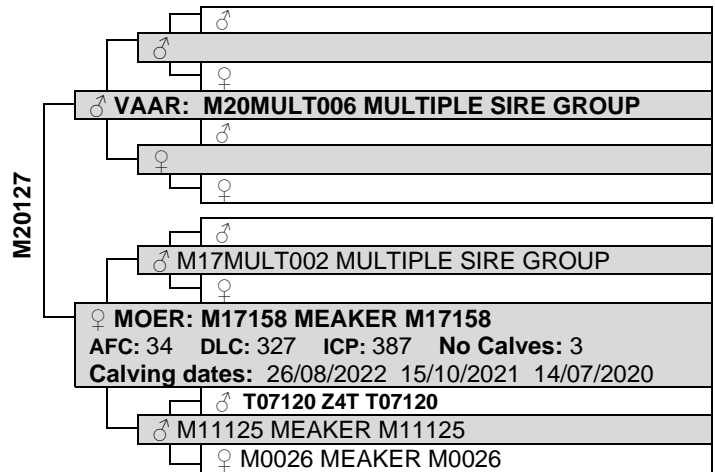 ♂
♂
♀
♂ VAAR: M20MULT006 MULTIPLE SIRE GROUP
♂
♀
♀
M20127
♂
♂ M17MULT002 MULTIPLE SIRE GROUP
♀
♀ MOER: M17158 MEAKER M17158
AFC: 34 DLC: 327 ICP: 387 No Calves: 3
Calving dates: 26/08/2022 15/10/2021 14/07/2020
♂ T07120 Z4T T07120
♂ M11125 MEAKER M11125
♀ M0026 MEAKER M0026